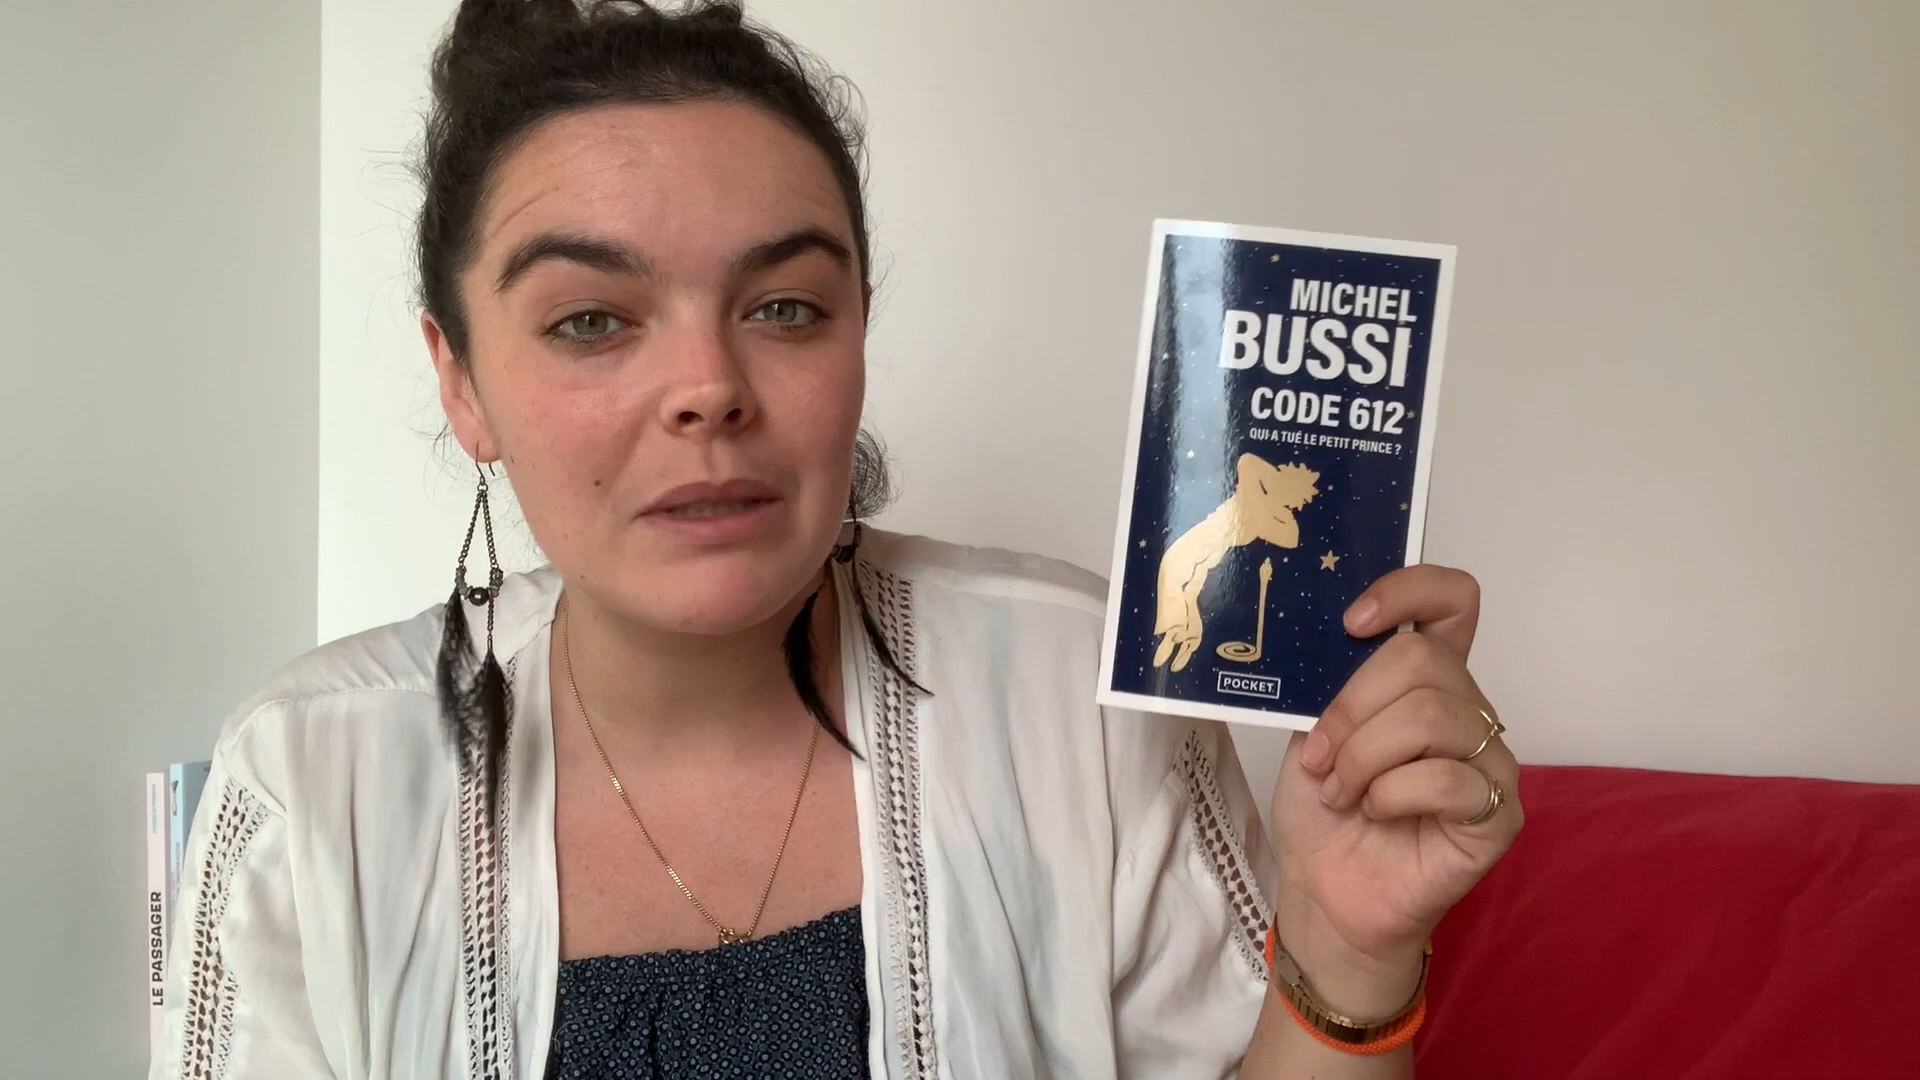 MICHEL
BUSSI
CODE 612
QUI A TUÉ LE PETIT PRINCE ?
POCKET
LE PASSAGER